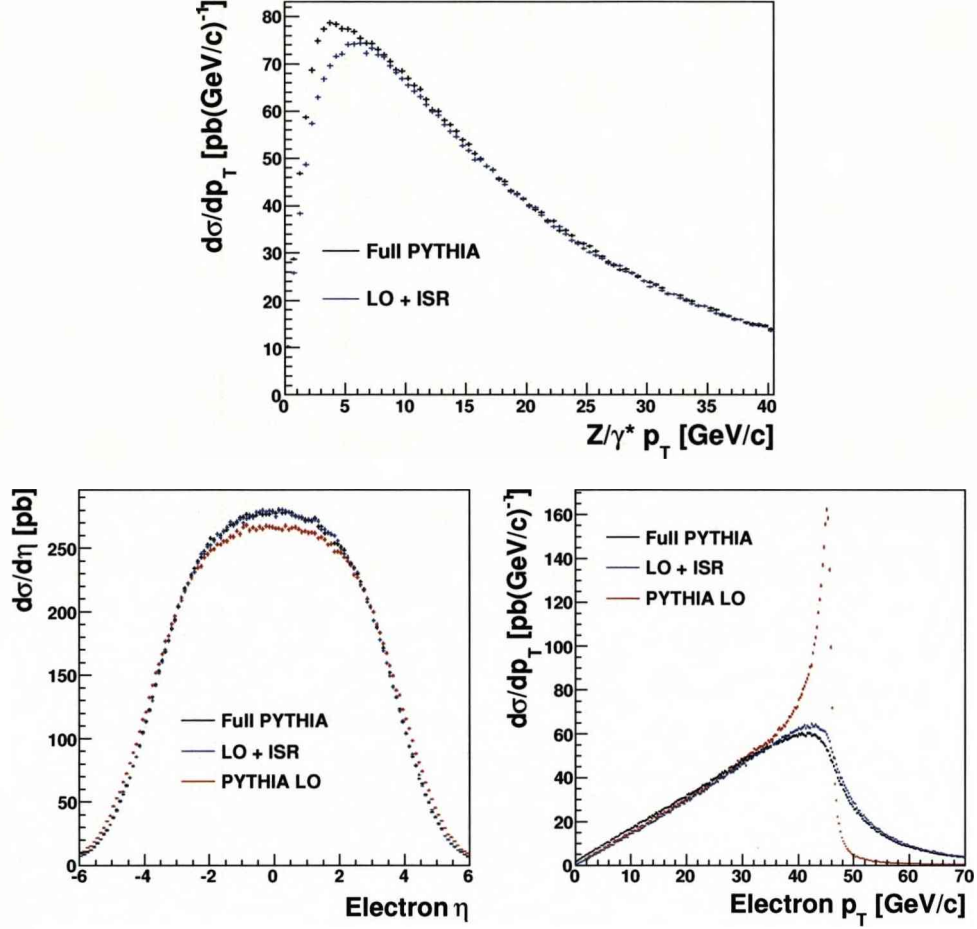 dσ/dp_T [pb(GeV/c)⁻¹]
80
70
60
50
40
30
20
10
0
Full PYTHIA
LO + ISR
0 5 10 15 20 25 30 35 40
Z/γ* p_T [GeV/c]
dσ/dη [pb]
250
200
150
100
50
0
Full PYTHIA
LO + ISR
PYTHIA LO
-6 -4 -2 0 2 4 6
Electron η
dσ/dp_T [pb(GeV/c)⁻¹]
160
140
120
100
80
60
40
20
0
Full PYTHIA
LO + ISR
PYTHIA LO
0 10 20 30 40 50 60 70
Electron p_T [GeV/c]